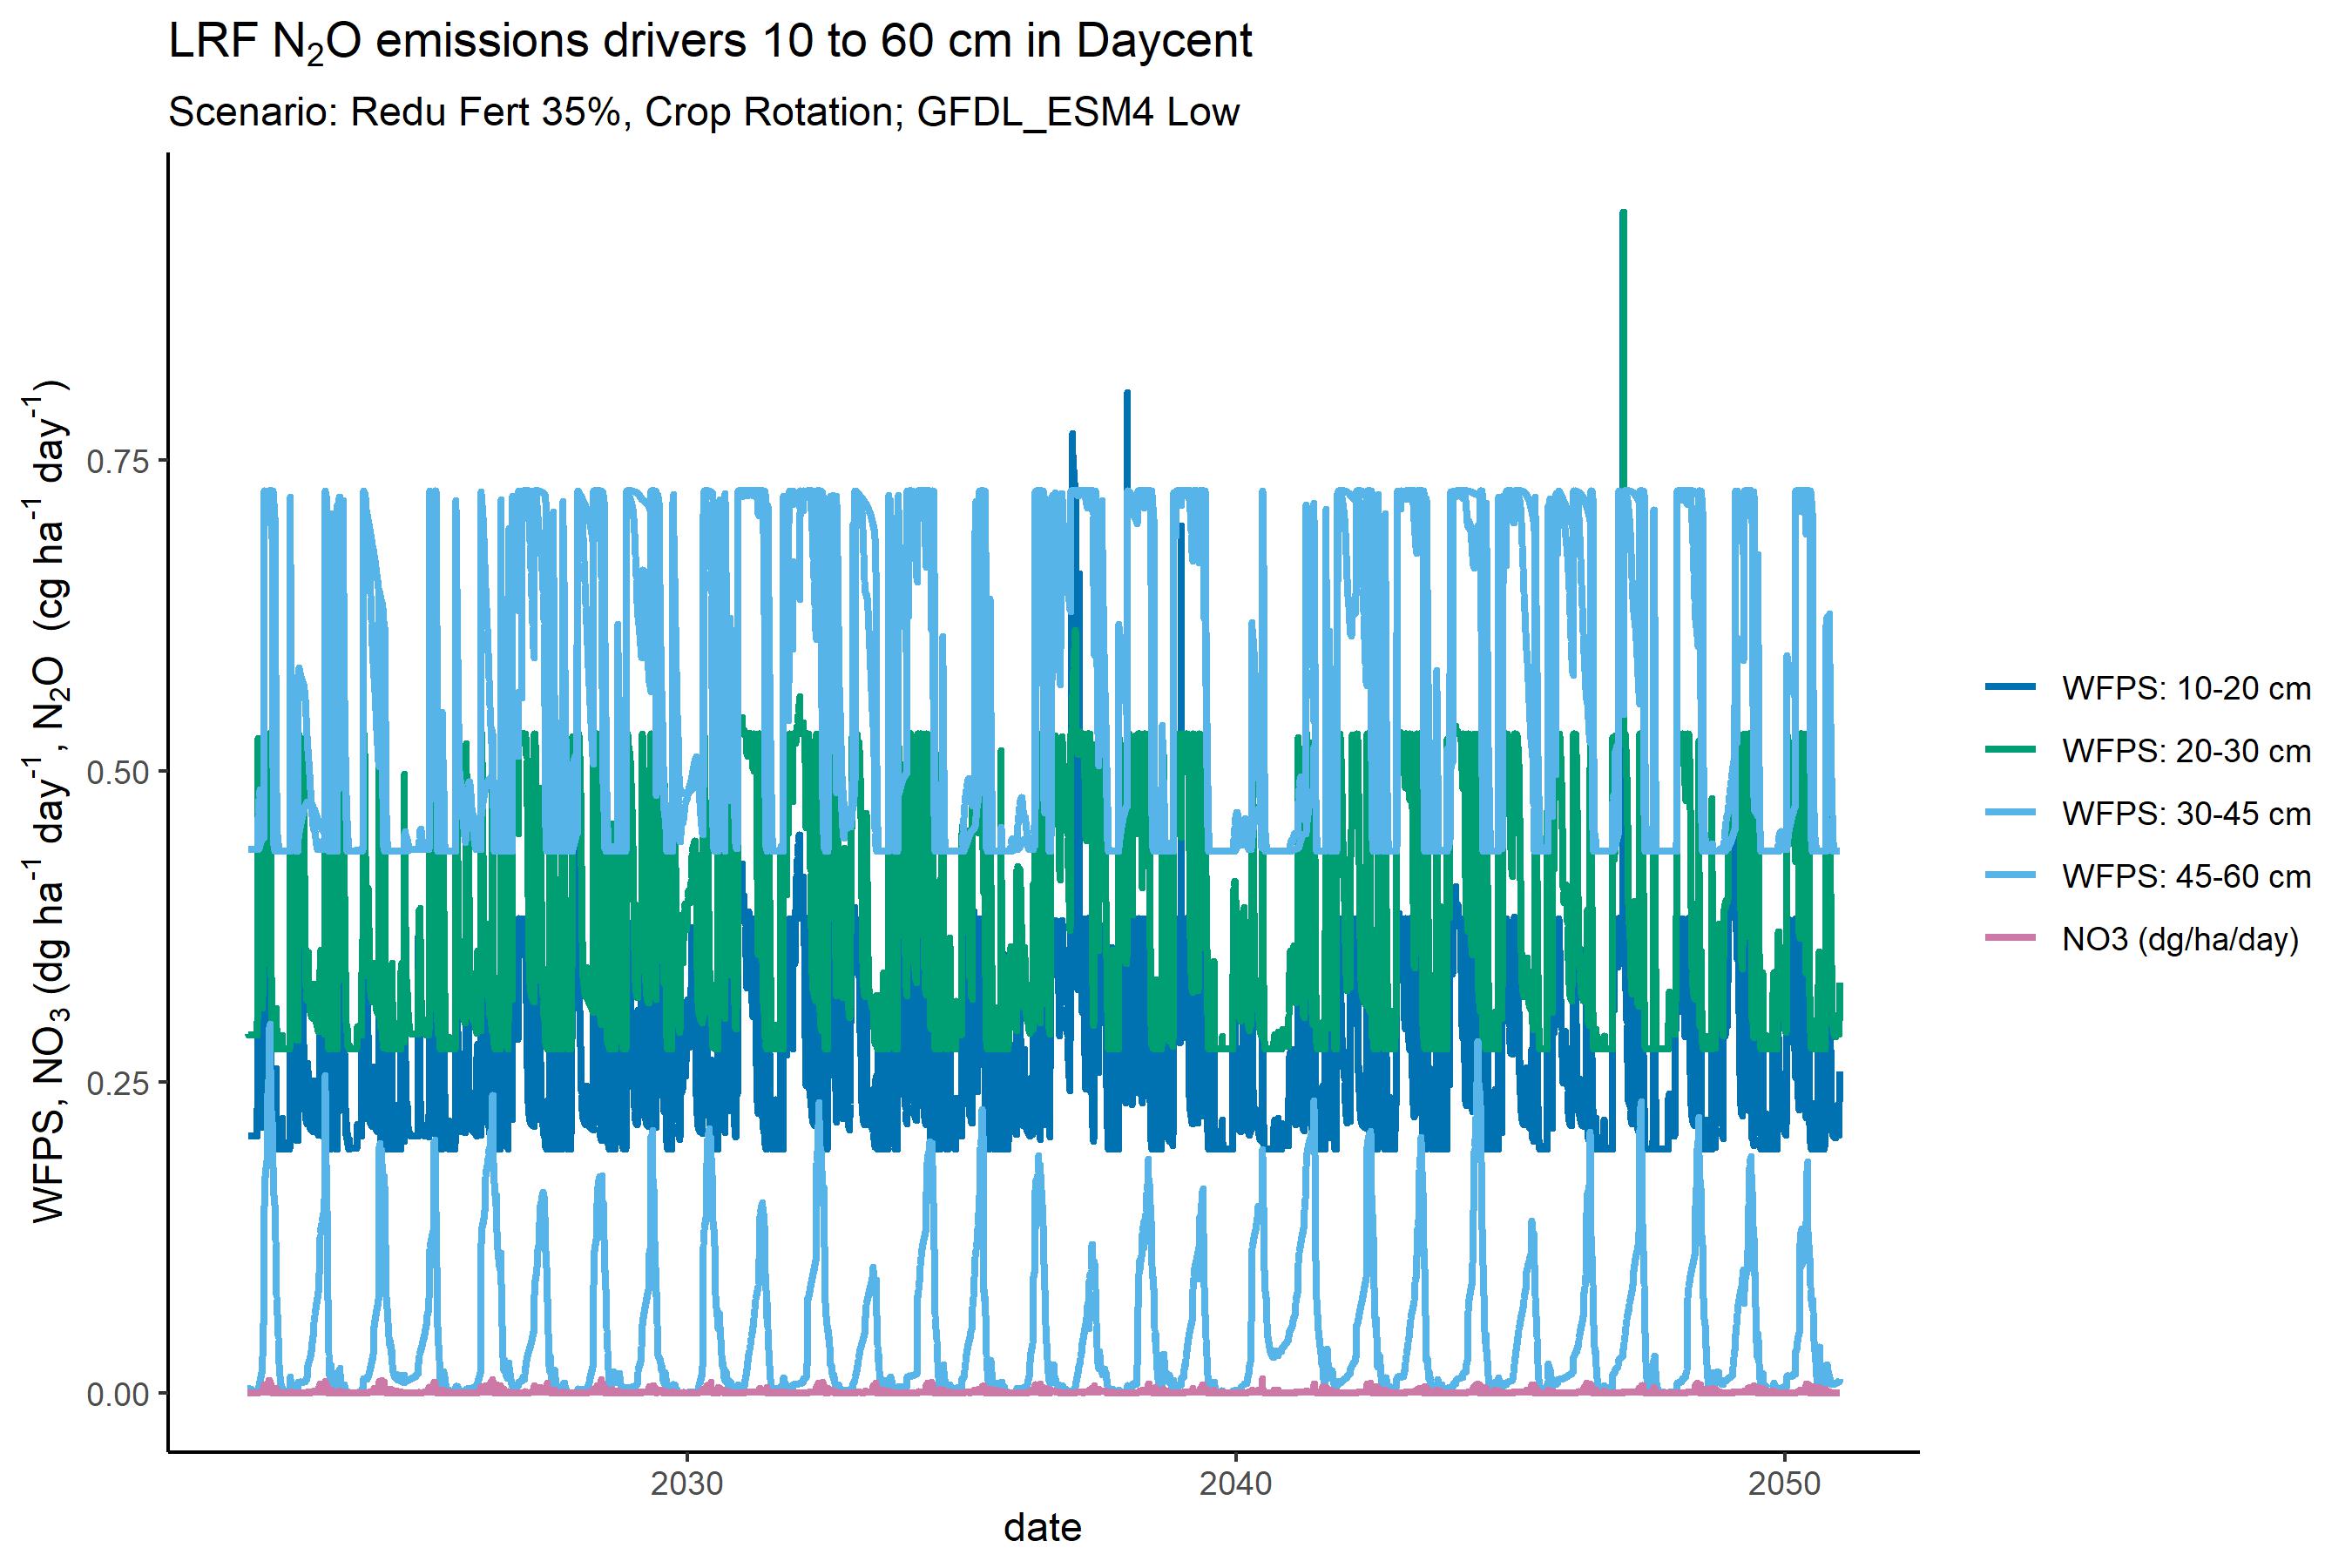 LRF N₂O emissions drivers 10 to 60 cm in Daycent
Scenario: Redu Fert 35%, Crop Rotation; GFDL_ESM4 Low
WFPS, NO₃ (dg ha⁻¹ day⁻¹, N₂O (cg ha⁻¹ day⁻¹)
0.75
0.50
0.25
0.00
2030
2040
2050
date
WFPS: 10-20 cm
WFPS: 20-30 cm
WFPS: 30-45 cm
WFPS: 45-60 cm
NO3 (dg/ha/day)